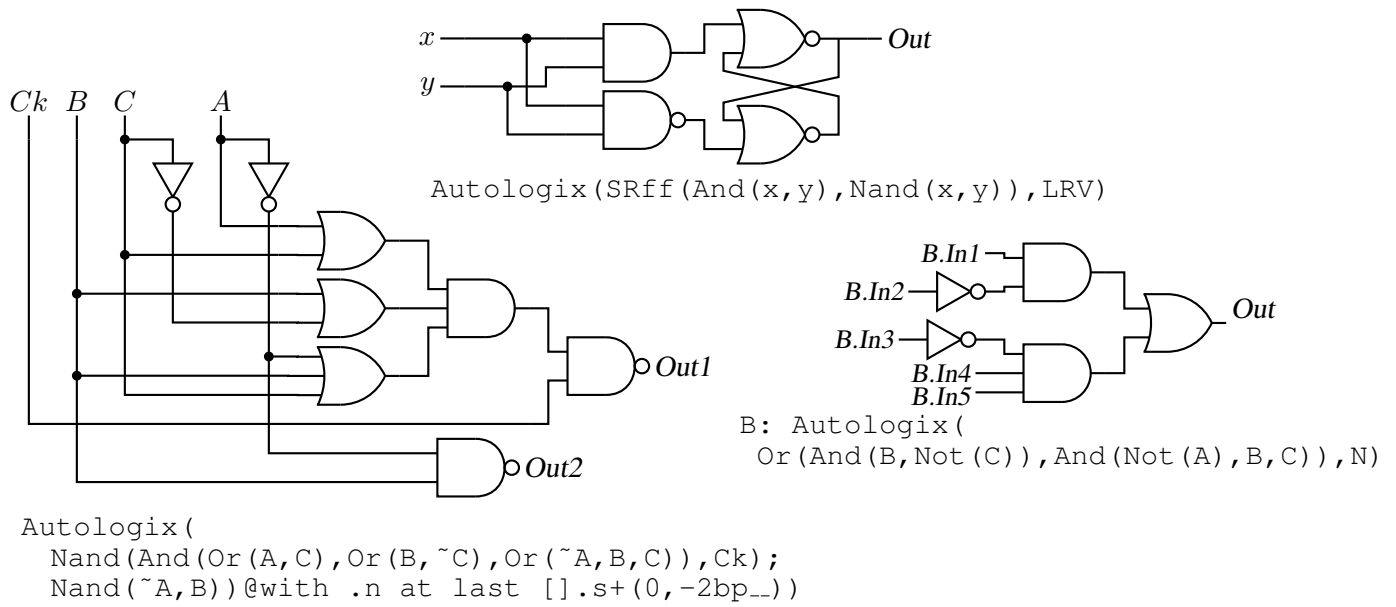 x
Out
y
Ck B C A
Autologix(SRff(And(x,y),Nand(x,y)),LRV)
B.In1
B.In2
Out
B.In3
B.In4
B.In5
Out1
B: Autologix(
Or(And(B,Not(C)),And(Not(A),B,C)),N)
Out2
Autologix(
Nand(And(Or(A,C),Or(B,~C),Or(~A,B,C)),Ck);
Nand(~A,B))@with .n at last [].s+(0,-2bp__))